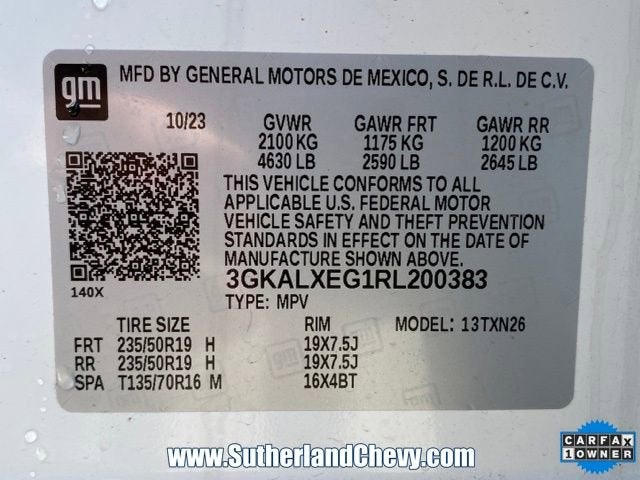 gm
MFD BY GENERAL MOTORS DE MEXICO, S. DE R.L. DE C.V.
10/23 GVWR GAWR FRT GAWR RR
2100 KG 1175 KG 1200 KG
4630 LB 2590 LB 2645 LB
THIS VEHICLE CONFORMS TO ALL
APPLICABLE U.S. FEDERAL MOTOR
VEHICLE SAFETY AND THEFT PREVENTION
STANDARDS IN EFFECT ON THE DATE OF
MANUFACTURE SHOWN ABOVE.
140X
3GKALXEG1RL200383
TYPE: MPV
TIRE SIZE RIM MODEL: 13TXN26
FRT 235/50R19 H 19X7.5J
RR 235/50R19 H 19X7.5J
SPA T135/70R16 M 16X4BT
www.SutherlandChevy.com
CARFAX
1 OWNER